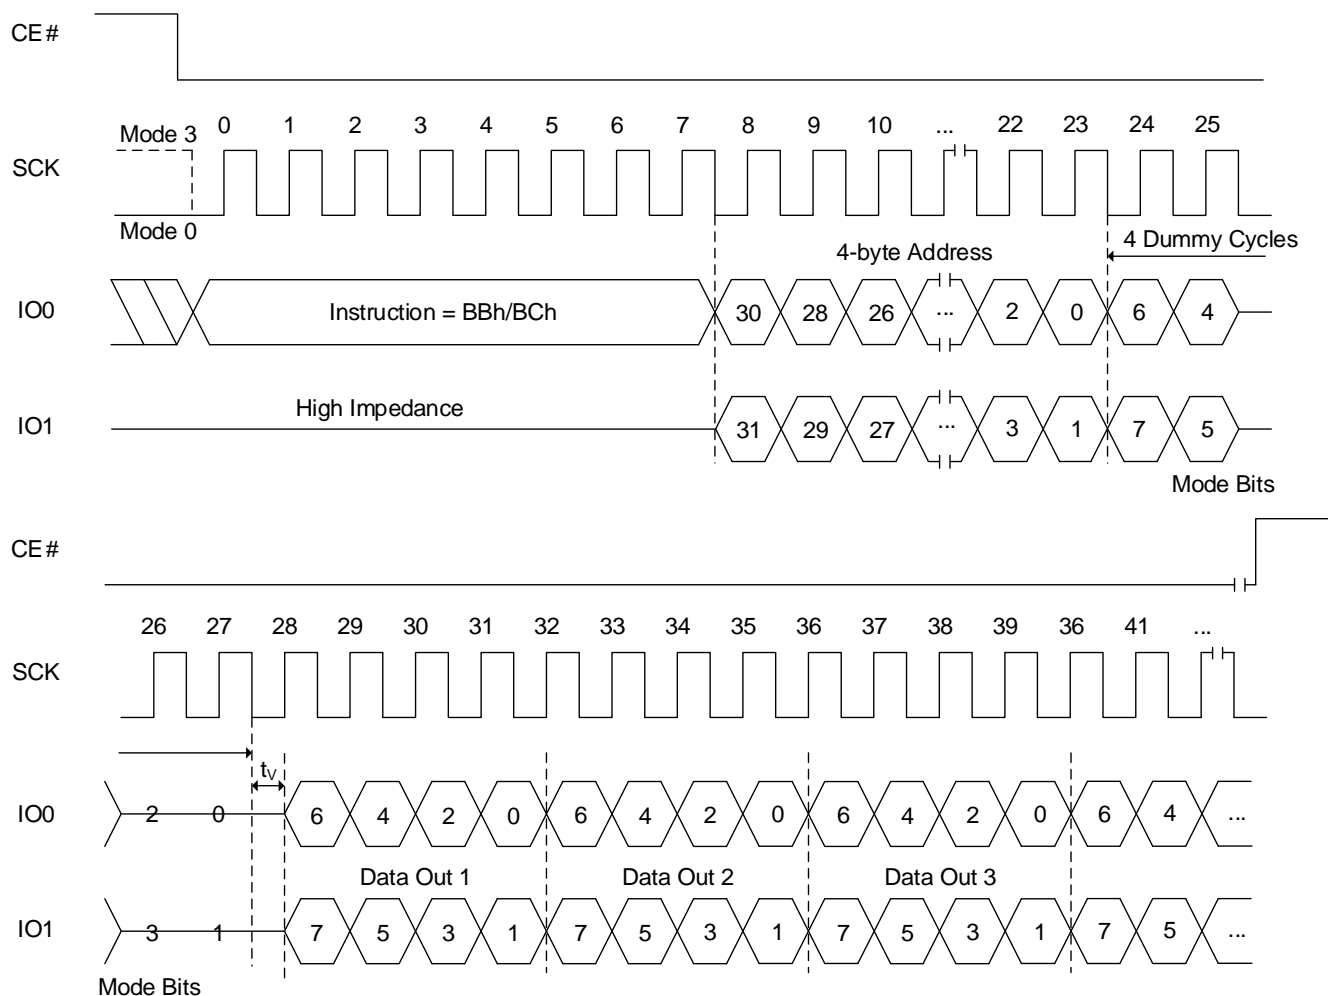 CE#
Mode 3 0 1 2 3 4 5 6 7 8 9 10 ... 22 23 24 25
SCK
Mode 0
4-byte Address 4 Dummy Cycles
IO0 Instruction = BBh/BCh 30 28 26 ... 2 0 6 4
High Impedance
IO1 31 29 27 ... 3 1 7 5
Mode Bits
CE#
26 27 28 29 30 31 32 33 34 35 36 37 38 39 36 41 ...
SCK
tV
IO0 2 0 6 4 2 0 6 4 2 0 6 4 2 0 6 4 ...
Data Out 1 Data Out 2 Data Out 3
IO1 3 1 7 5 3 1 7 5 3 1 7 5 3 1 7 5 ...
Mode Bits